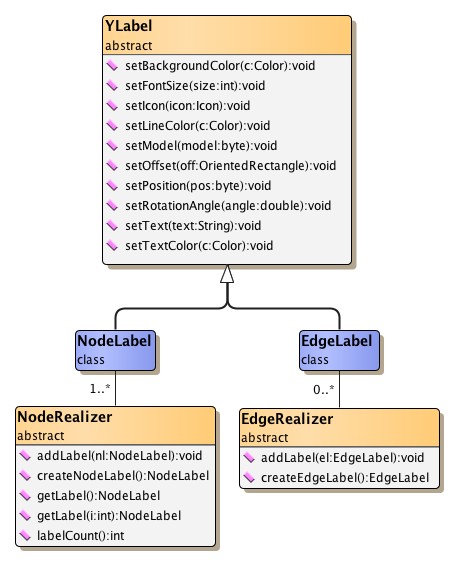 YLabel
abstract
setBackgroundColor(c:Color):void
setFontSize(size:int):void
setIcon(icon:Icon):void
setLineColor(c:Color):void
setModel(model:byte):void
setOffset(off:OrientedRectangle):void
setPosition(pos:byte):void
setRotationAngle(angle:double):void
setText(text:String):void
setTextColor(c:Color):void
NodeLabel
class
EdgeLabel
class
1..*
0..*
NodeRealizer
abstract
addLabel(nl:NodeLabel):void
createNodeLabel():NodeLabel
getLabel():NodeLabel
getLabel(i:int):NodeLabel
labelCount():int
EdgeRealizer
abstract
addLabel(el:EdgeLabel):void
createEdgeLabel():EdgeLabel